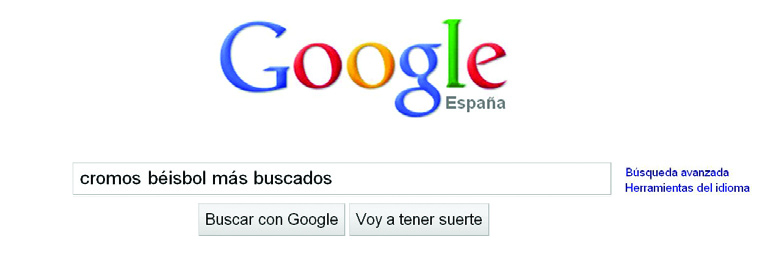 Google
España
cromos béisbol más buscados
Búsqueda avanzada
Herramientas del idioma
Buscar con Google
Voy a tener suerte